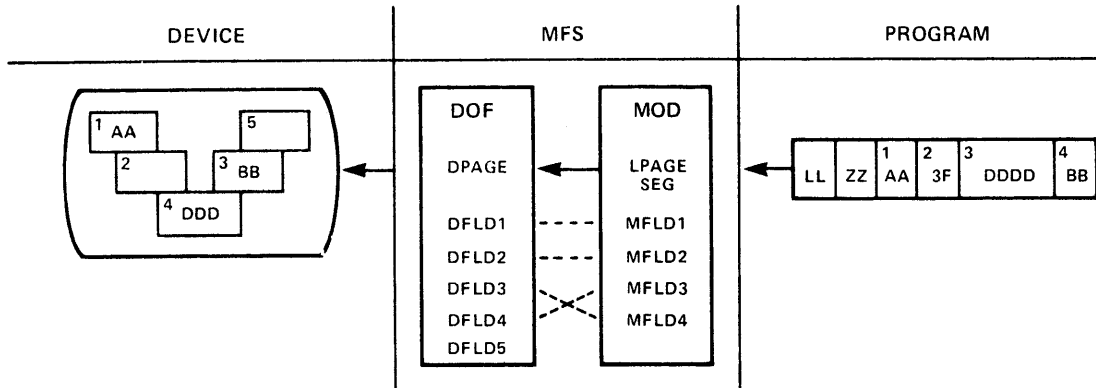 DEVICE MFS PROGRAM
1 AA
5
2
3 BB
4 DDD
DOF
DPAGE
DFLD1
DFLD2
DFLD3
DFLD4
DFLD5
MOD
LPAGE
SEG
MFLD1
MFLD2
MFLD3
MFLD4
1 2 3 4
LL ZZ AA 3F DDDD BB